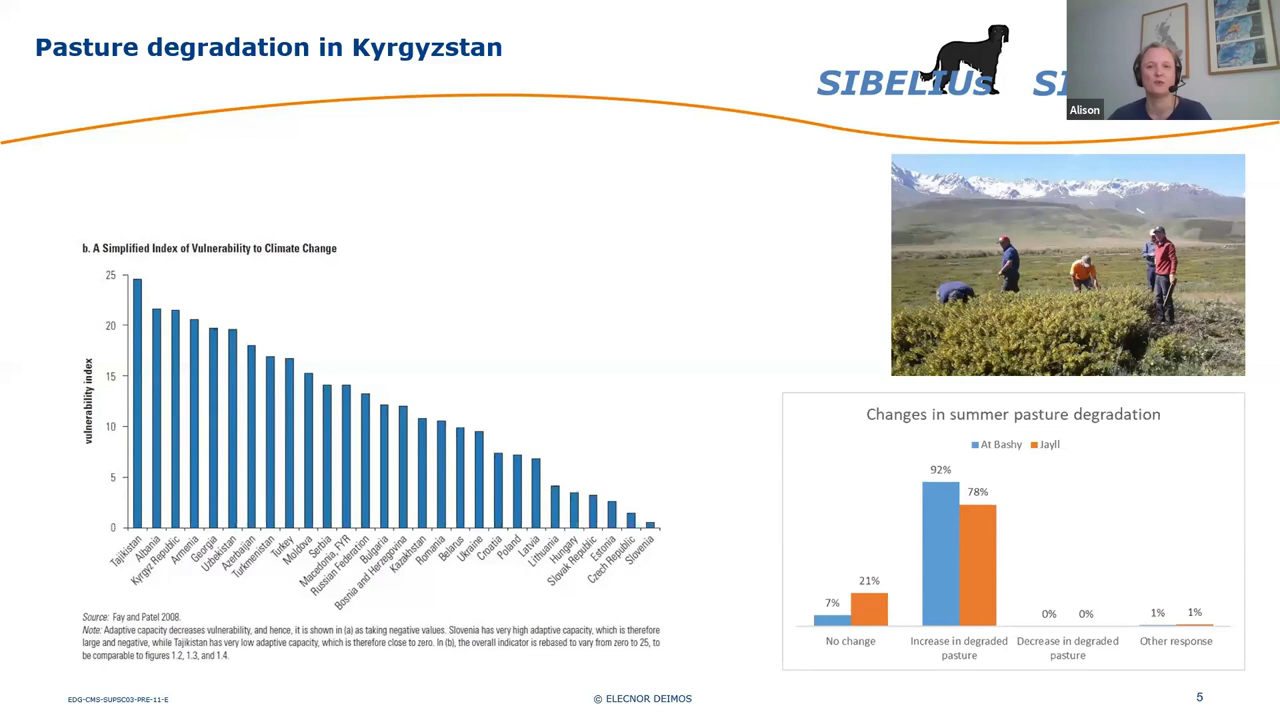 Pasture degradation in Kyrgyzstan
SIBELIUs
SI
Alison
b. A Simplified Index of Vulnerability to Climate Change
vulnerability index
25
20
15
10
5
0
Tajikistan
Albania
Kyrgyz Republic
Armenia
Georgia
Uzbekistan
Azerbaijan
Turkmenistan
Turkey
Moldova
Serbia
Macedonia, FYR
Russian Federation
Bulgaria
Bosnia and Herzegovina
Kazakhstan
Romania
Belarus
Ukraine
Croatia
Poland
Latvia
Lithuania
Hungary
Slovak Republic
Estonia
Czech Republic
Slovenia
Source: Fay and Patel 2008.
Note: Adaptive capacity decreases vulnerability, and hence, it is shown in (a) as taking negative values. Slovenia has very high adaptive capacity, which is therefore
large and negative, while Tajikistan has very low adaptive capacity, which is therefore close to zero. In (b), the overall indicator is rebased to vary from zero to 25, to
be comparable to figures 1.2, 1.3, and 1.4.
Changes in summer pasture degradation
At Bashy Jayll
7% 21% 92% 78% 0% 0% 1% 1%
No change
Increase in degraded
pasture
Decrease in degraded
pasture
Other response
EDG-CMS-SUPSC03-PRE-11-E
© ELECNOR DEIMOS
5